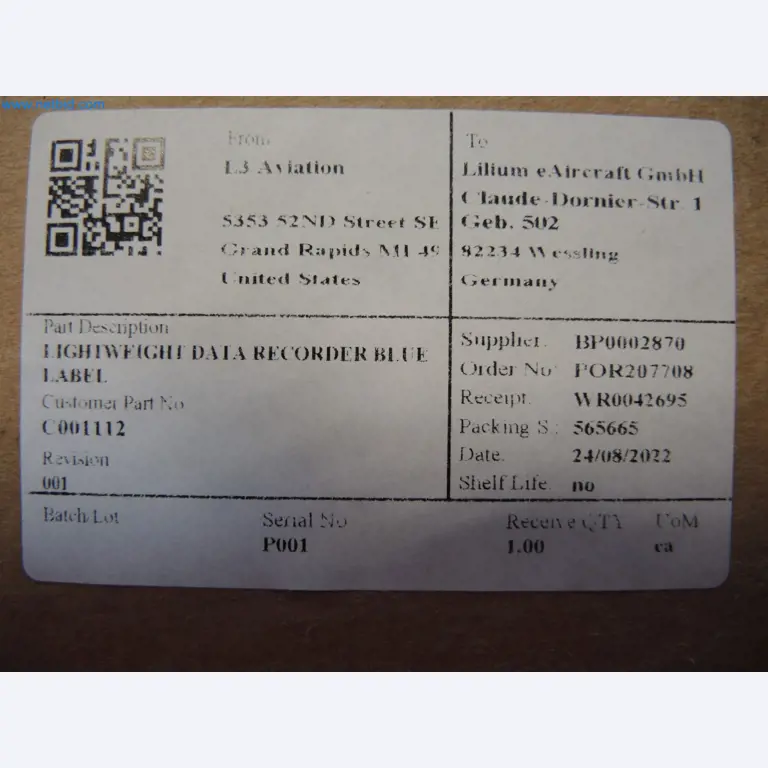 From
L3 Aviation
5353 52ND Street SE
Grand Rapids MI 49
United States
To
Lilium eAircraft GmbH
Claude-Dornier-Str. 1
Geb. 502
82234 Wessling
Germany
Part Description
LIGHTWEIGHT DATA RECORDER BLUE
LABEL
Customer Part No
C001112
Revision
001
Supplier: BP0002870
Order No: POR207708
Receipt: WR0042695
Packing S.: 565665
Date: 24/08/2022
Shelf Life: no
Batch/Lot
Serial No
P001
Receive QTY
1.00
UoM
ea